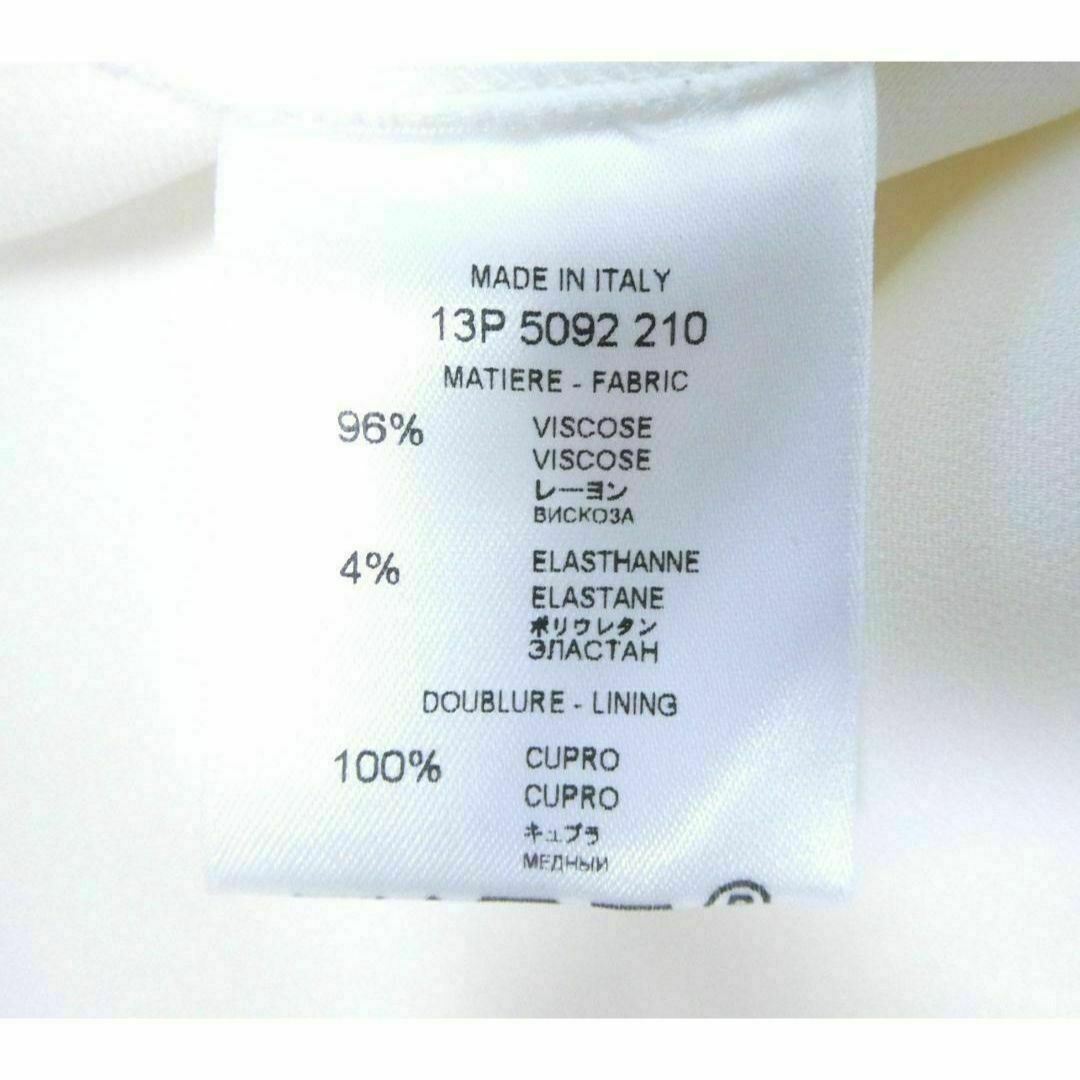 MADE IN ITALY
13P 5092 210
MATIERE - FABRIC
96% VISCOSE
VISCOSE
レーヨン
ВИСКОЗА
4% ELASTHANNE
ELASTANE
ポリウレタン
ЭЛАСТАН
DOUBLURE - LINING
100% CUPRO
CUPRO
キュプラ
МЕДНЫЙ